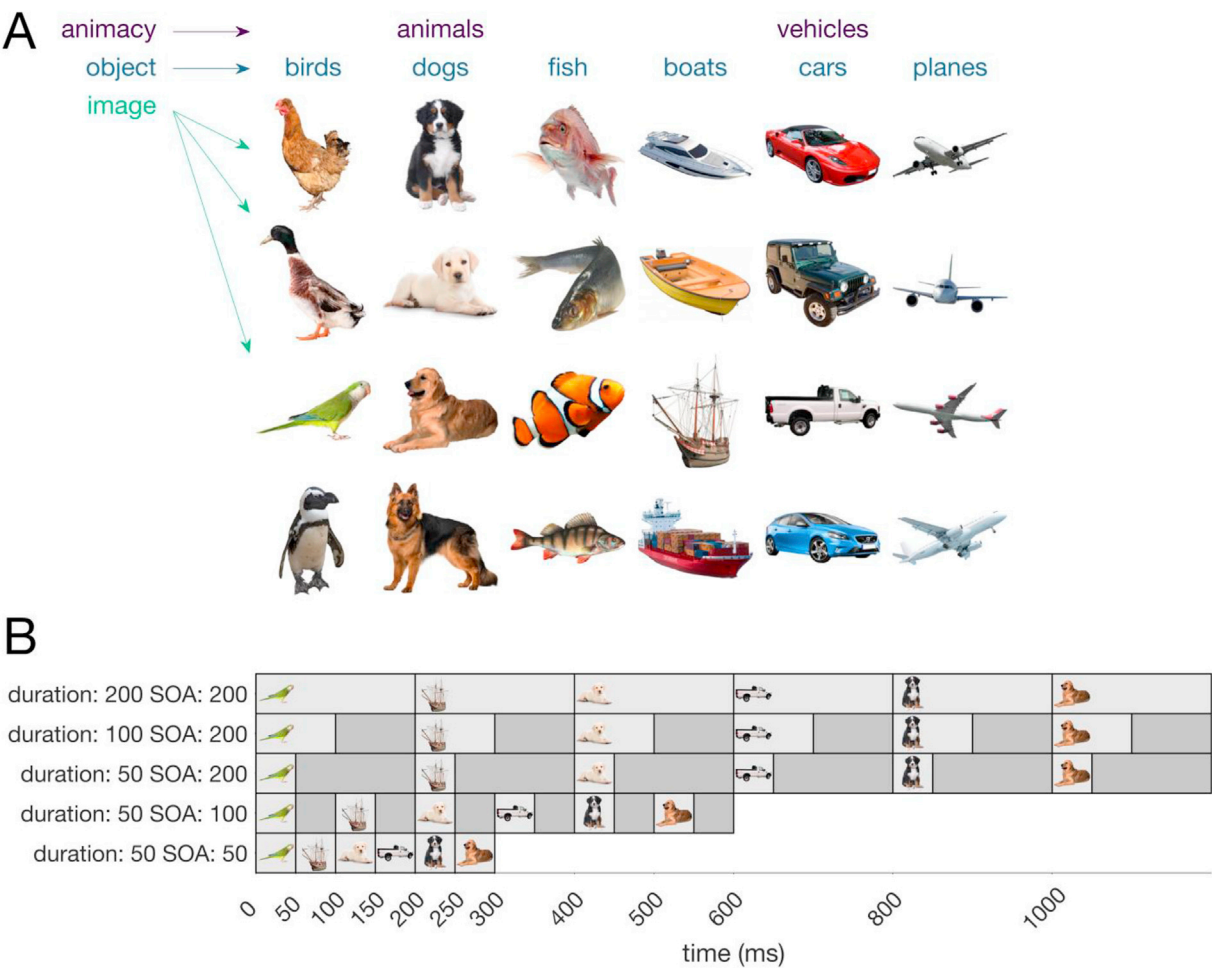 A
animacy animals vehicles
object birds dogs fish boats cars planes
image
B
duration: 200 SOA: 200
duration: 100 SOA: 200
duration: 50 SOA: 200
duration: 50 SOA: 100
duration: 50 SOA: 50
0 50 100 150 200 250 300 400 500 600 800 1000
time (ms)